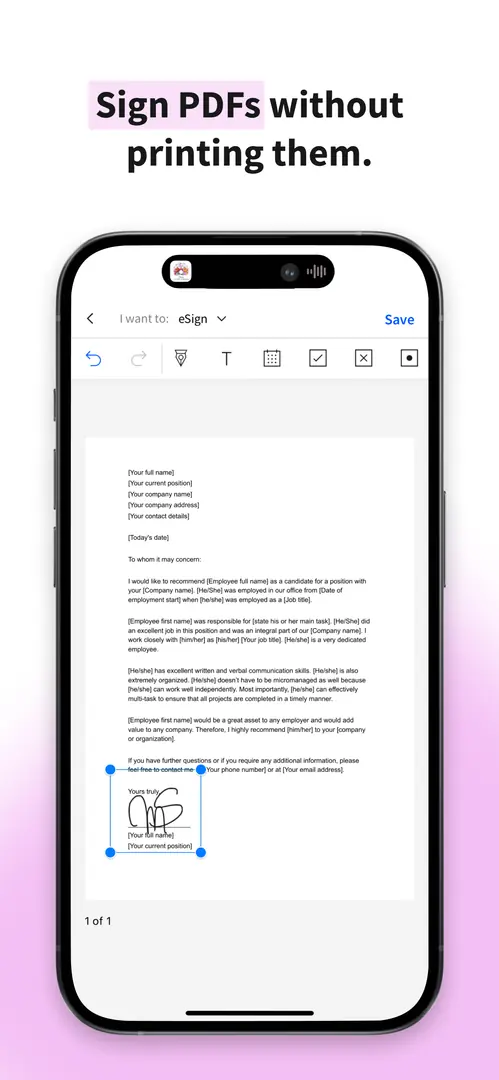 Sign PDFs without
printing them.
I want to: eSign
Save
T
[Your full name]
[Your current position]
[Your company name]
[Your company address]
[Your contact details]
[Today's date]
To whom it may concern:
I would like to recommend [Employee full name] as a candidate for a position with
your [Company name]. [He/She] was employed in our office from [Date of
employment start] when [he/she] was employed as a [Job title].
[Employee first name] was responsible for [state his or her main task]. [He/She] did
an excellent job in this position and was an integral part of our [Company name]. I
work closely with [him/her] as [his/her] [Your job title]. [He/she] is a very dedicated
employee.
[He/she] has excellent written and verbal communication skills. [He/she] is also
extremely organized. [He/she] doesn't have to be micromanaged as well because
[he/she] can work well independently. Most importantly, [he/she] can effectively
multi-task to ensure that all projects are completed in a timely manner.
[Employee first name] would be a great asset to any employer and would add
value to any company. Therefore, I highly recommend [him/her] to your [company
or organization].
If you have further questions or if you require any additional information, please
feel free to contact me [Your phone number] or at [Your email address].
Yours truly
[Your full name]
[Your current position]
1 of 1